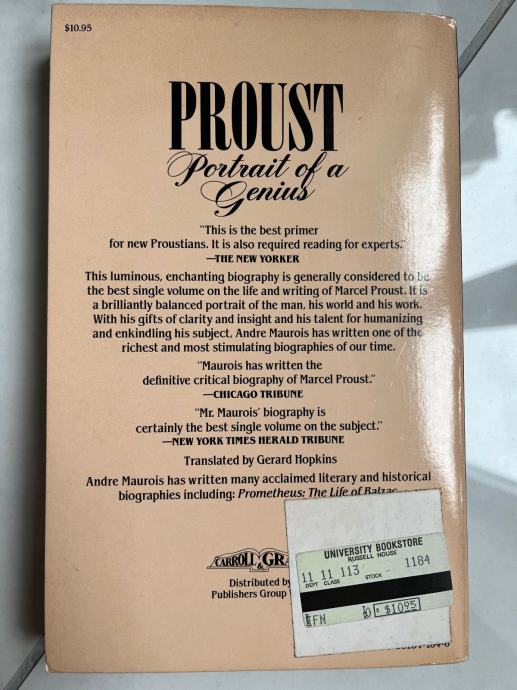 $10.95
PROUST
Portrait of a
Genius
"This is the best primer
for new Proustians. It is also required reading for experts."
—THE NEW YORKER
This luminous, enchanting biography is generally considered to be
the best single volume on the life and writing of Marcel Proust. It is
a brilliantly balanced portrait of the man, his world and his work.
With his gifts of clarity and insight and his talent for humanizing
and enkindling his subject, Andre Maurois has written one of the
richest and most stimulating biographies of our time.
"Maurois has written the
definitive critical biography of Marcel Proust."
—CHICAGO TRIBUNE
"Mr. Maurois' biography is
certainly the best single volume on the subject."
—NEW YORK TIMES HERALD TRIBUNE
Translated by Gerard Hopkins
Andre Maurois has written many acclaimed literary and historical
biographies including: Prometheus: The Life of Balzac
CARROLL & GRA
Distributed by
Publishers Group
UNIVERSITY BOOKSTORE
RUSSELL HOUSE
11 11 113 - 1184
DEPT CLASS STOCK
$1095